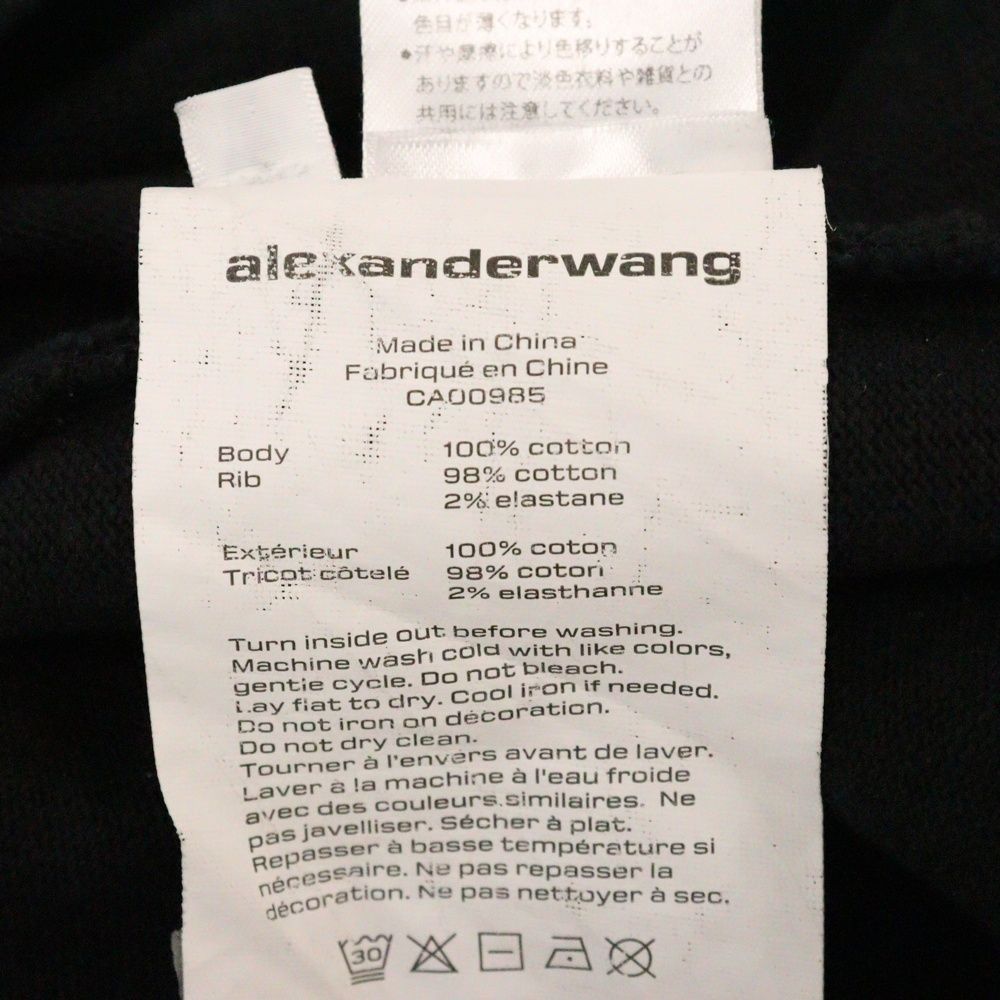 色目が薄くなります。
●汗や摩擦により色移りすることが
ありますので淡色衣料や雑貨との
共用には注意してください。
alexanderwang
Made in China
Fabriqué en Chine
CA00985
Body 100% cotton
Rib 98% cotton
2% elastane
Extérieur 100% coton
Tricot côtelé 98% coton
2% elasthanne
Turn inside out before washing.
Machine wash cold with like colors,
gentle cycle. Do not bleach.
Lay flat to dry. Cool iron if needed.
Do not iron on décoration.
Do not dry clean.
Tourner à l'envers avant de laver.
Laver à la machine à l'eau froide
avec des couleurs similaires. Ne
pas javelliser. Sécher à plat.
Repasser à basse température si
nécessaire. Ne pas repasser la
décoration. Ne pas nettoyer à sec.
30